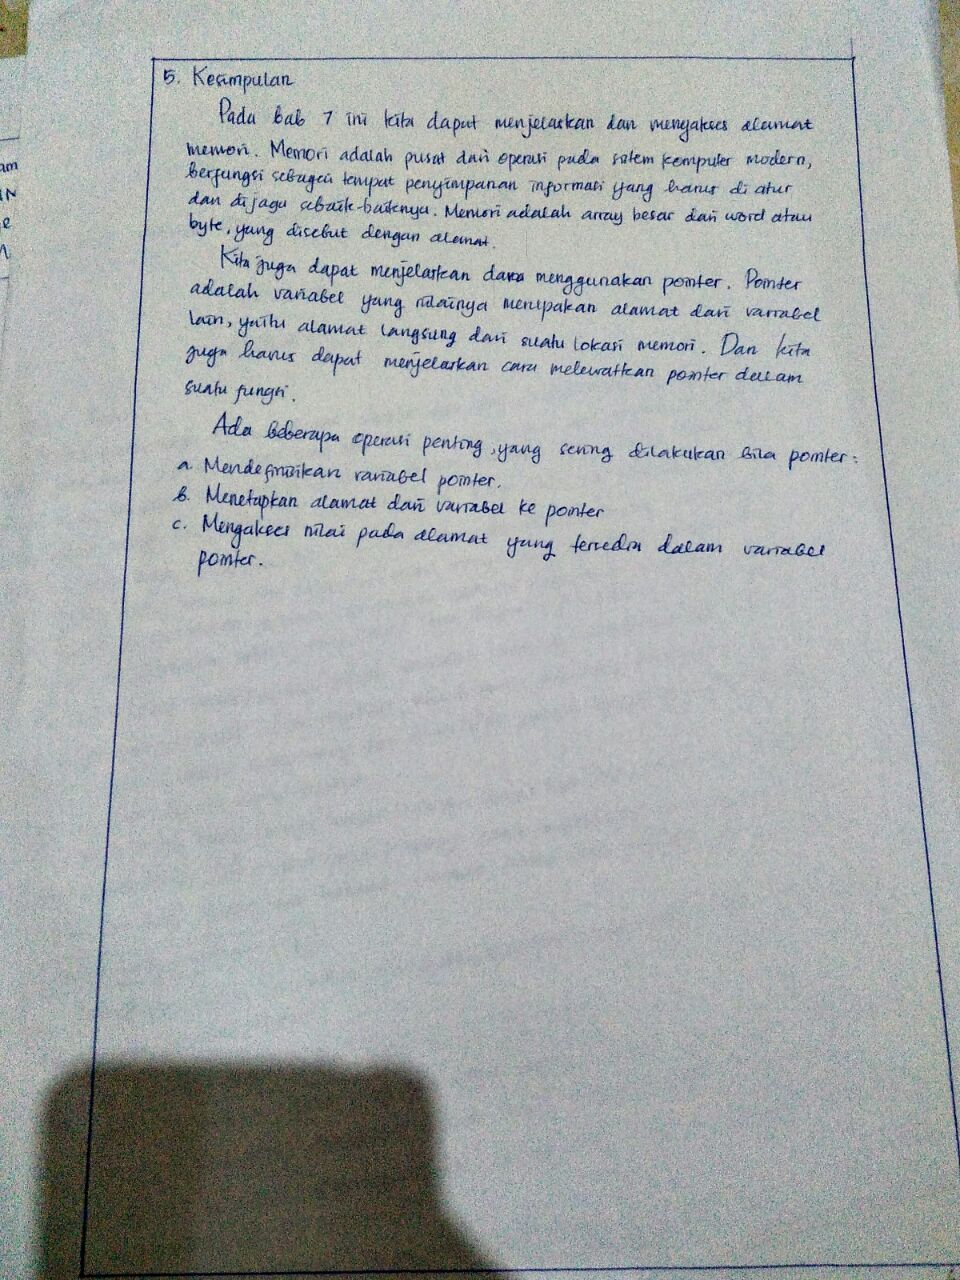 5. Kesimpulan
Pada bab 7 ini kita dapat menjelaskan dan mengakses alamat
memori. Memori adalah pusat dari operasi pada sistem komputer modern,
berfungsi sebagai tempat penyimpanan informasi yang harus di atur
dan dijaga sebaik-baiknya. Memori adalah array besar dari word atau
byte, yang disebut dengan alamat.
Kita juga dapat menjelaskan dan menggunakan pointer. Pointer
adalah variabel yang nilainya merupakan alamat dari variabel
lain, yaitu alamat langsung dari suatu lokasi memori. Dan kita
juga harus dapat menjelaskan cara melewatkan pointer dalam
suatu fungsi.
Ada beberapa operasi penting, yang sering dilakukan bila pointer:
a. Mendefinisikan variabel pointer.
b. Menetapkan alamat dari variabel ke pointer
c. Mengakses nilai pada alamat yang tersedia dalam variabel
pointer.
am